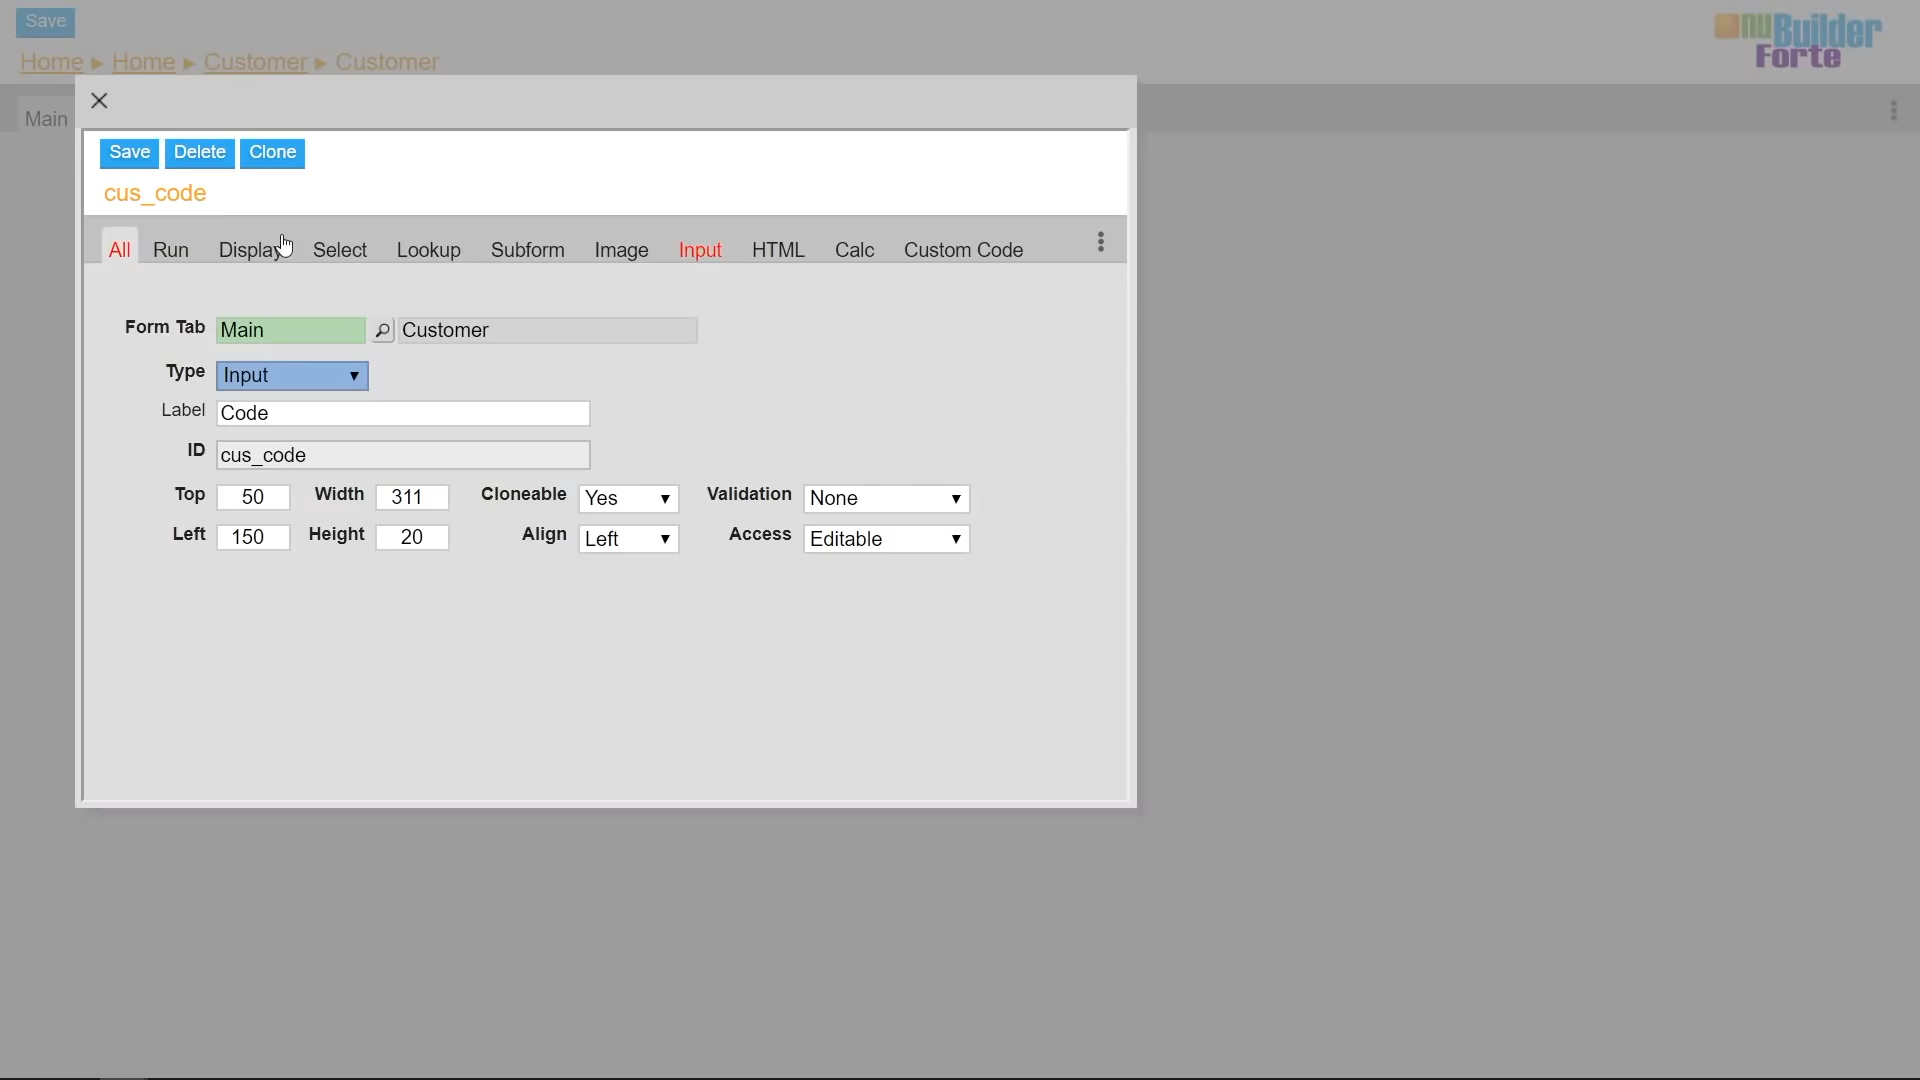 Save
nuBuilder
Forte
Home ▸ Home ▸ Customer ▸ Customer
Main
Save Delete Clone
cus_code
All Run Display Select Lookup Subform Image Input HTML Calc Custom Code
Form Tab Main Customer
Type Input
Label Code
ID cus_code
Top 50 Width 311 Cloneable Yes Validation None
Left 150 Height 20 Align Left Access Editable